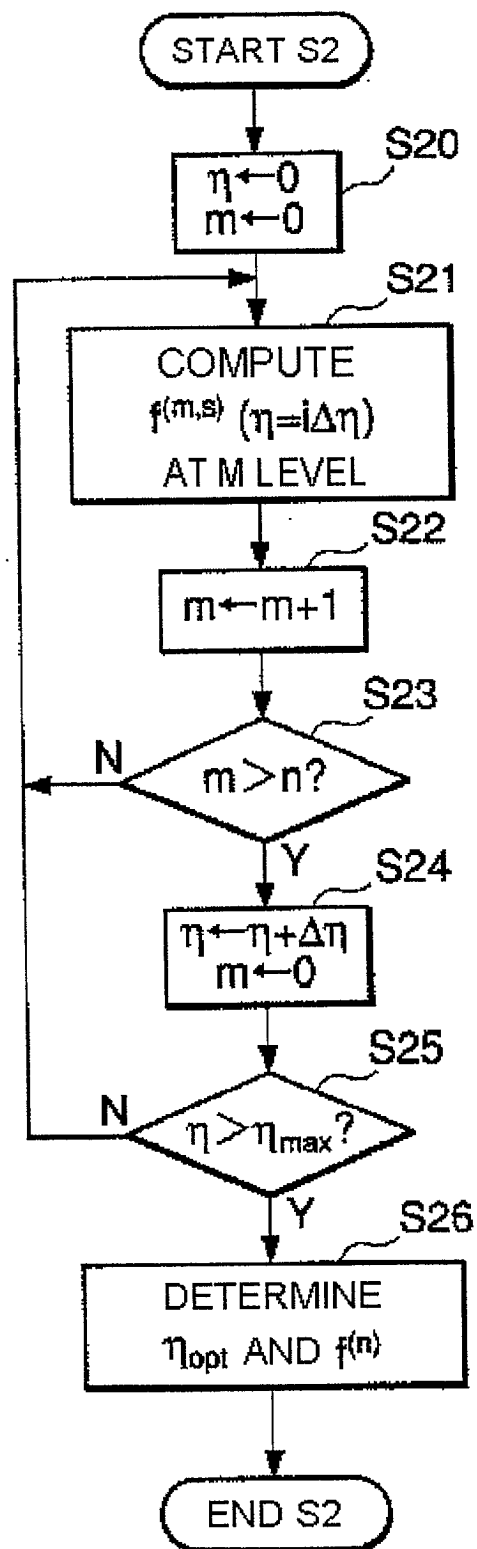 START S2
S20
η←0
m←0
S21
COMPUTE
f(m,s) (η=iΔη)
AT M LEVEL
S22
m←m+1
S23
N
m>n?
Y
S24
η←η+Δη
m←0
S25
N
η>ηmax?
Y
S26
DETERMINE
ηopt AND f(n)
END S2